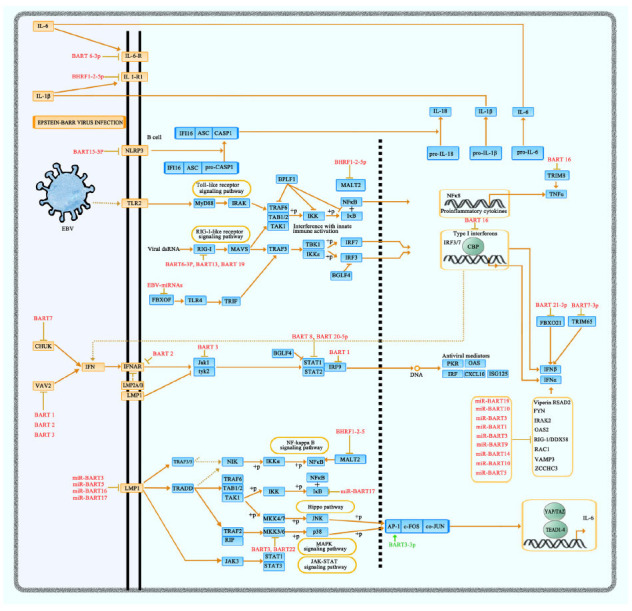 IL-6
BART 6-3p
IL-6-R
BHRF1-2-5p
IL 1-R1
IL-1β
IL-18
IL-1β
IL-6
EPSTEIN-BARR VIRUS INFECTION
B cell
IFI16 ASC CASP1
pro-IL-18
pro-IL-1β
pro-IL-6
BART15-3P
NLRP3
IFI16 ASC pro-CASP1
BHRF1-2-5p
MALT2
BART 16
TRIM8
TNFα
Toll-like receptor
signaling pathway
BPLF1
EBV
TLR2
MyD88
IRAK
TRAF6
TAB1/2
TAK1
+p
IKK
+p
NFκB
+
IκB
NFκB
Proinflammatory cytokines
BART 16
RIG-I-like receptor
signaling pathway
Interference with innate
immune activation
Type I interferons
Viral dsRNA
RIG-I
MAVS
TRAF3
TBK1
IKKε
+p
+p
IRF7
IRF3
IRF3/7
CBP
BART6-3P, BART13, BART 19
BGLF4
EBV-miRNAs
FBXOF
TLR4
TRIF
BART7
CHUK
BART 2
BART 3
BART 8, BART 20-5p
BART 21-2p
BART7-3p
FBXO21
TRIM65
IFN
IFNAR
Jak1
tyk2
BGLF4
STAT1
STAT2
BART 1
IRF9
DNA
Antiviral mediators
PKR OAS
IRF CXCL10 ISG125
IFNβ
IFNα
VAV2
LMP2A/B
LMP1
BART 1
BART 2
BART 3
miR-BART19
miR-BART16
miR-BART3
miR-BART1
miR-BART3
miR-BART9
miR-BART14
miR-BART10
miR-BART5
Viperin RSAD2
FYN
IRAK2
OAS2
RIG-1/DDX58
RAC1
VAMP3
ZCCHC3
NF-kappa B
signaling pathway
BHRF1-2-5
TRAF3/5
NIK
+p
IKKα
+p
NFκB
MALT2
miR-BART3
miR-BART5
miR-BART16
miR-BART17
LMP1
TRADD
TRAF6
TAB1/2
TAK1
+p
IKK
+p
NFκB
+
IκB
miR-BART17
Hippo pathway
+p
MKK4/7
+p
JNK
+p
TRAF2
RIP
MKK3/6
+p
p38
+p
AP-1 c-FOS co-JUN
YAP/TAZ
TEAD1-4
IL-6
BART3, BART22
MAPK
signaling pathway
BART3-3p
JAK3
STAT1
STAT3
JAK-STAT
signaling pathway